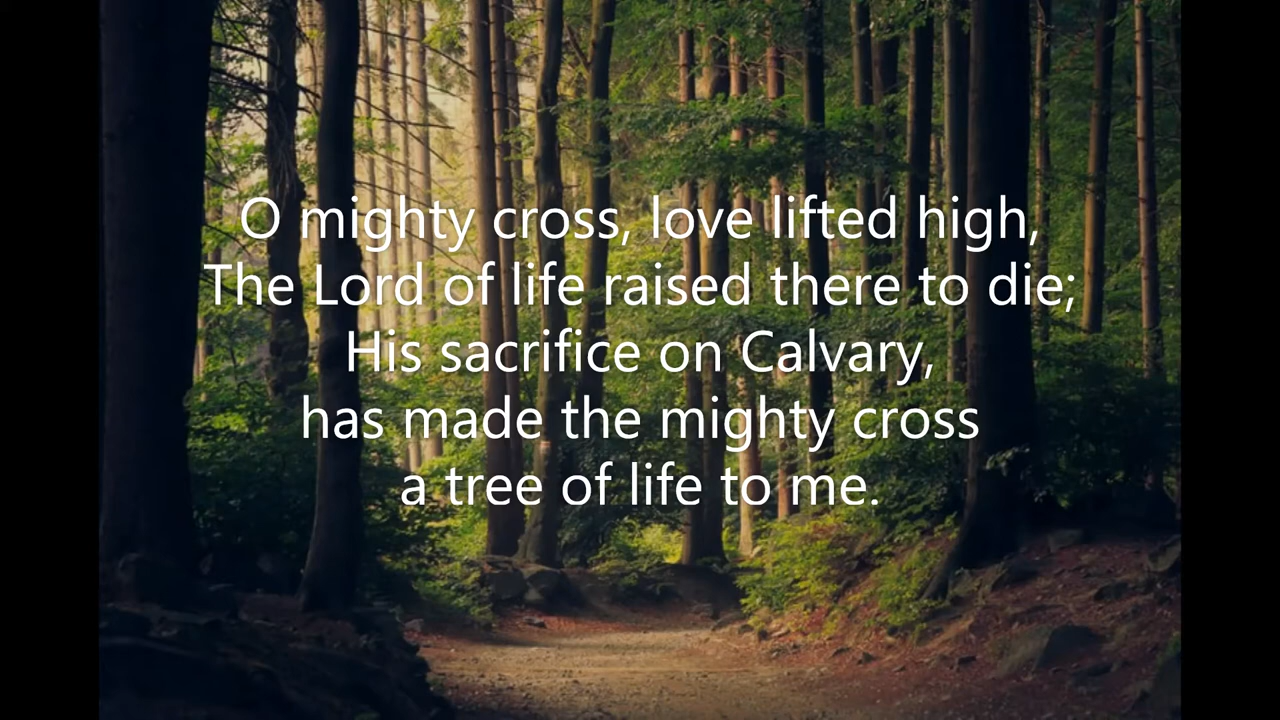 O mighty cross, love lifted high,
The Lord of life raised there to die;
His sacrifice on Calvary,
has made the mighty cross
a tree of life to me.